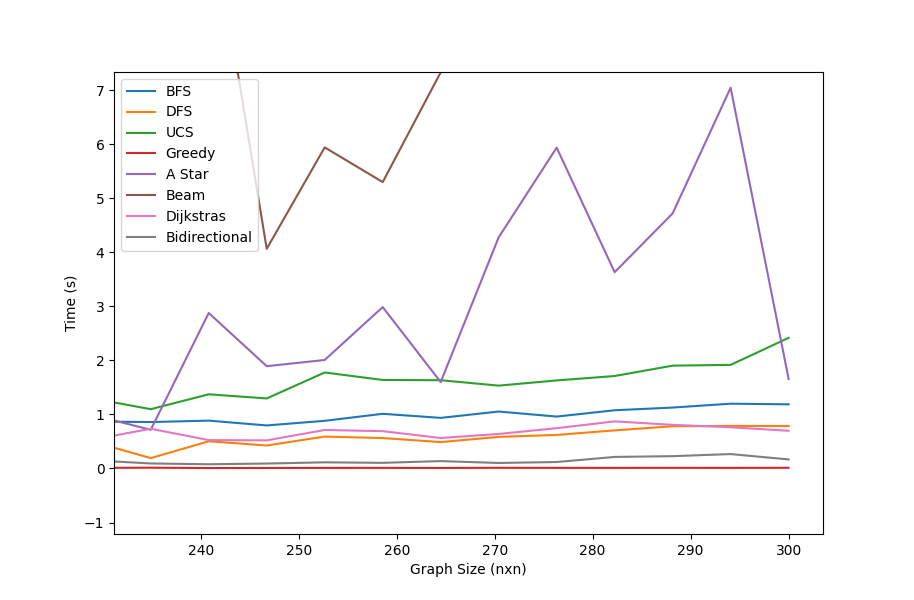 BFS
DFS
UCS
Greedy
A Star
Beam
Dijkstras
Bidirectional
7
6
5
4
3
2
1
0
−1
Time (s)
240 250 260 270 280 290 300
Graph Size (nxn)